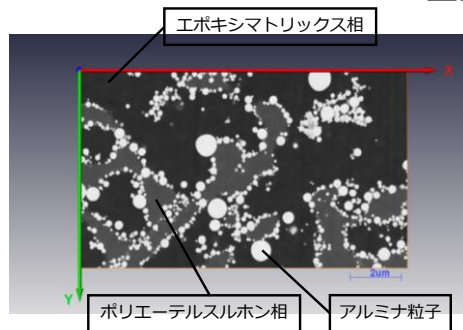 エポキシマトリックス相
X
Y
2um
ポリエーテルスルホン相
アルミナ粒子